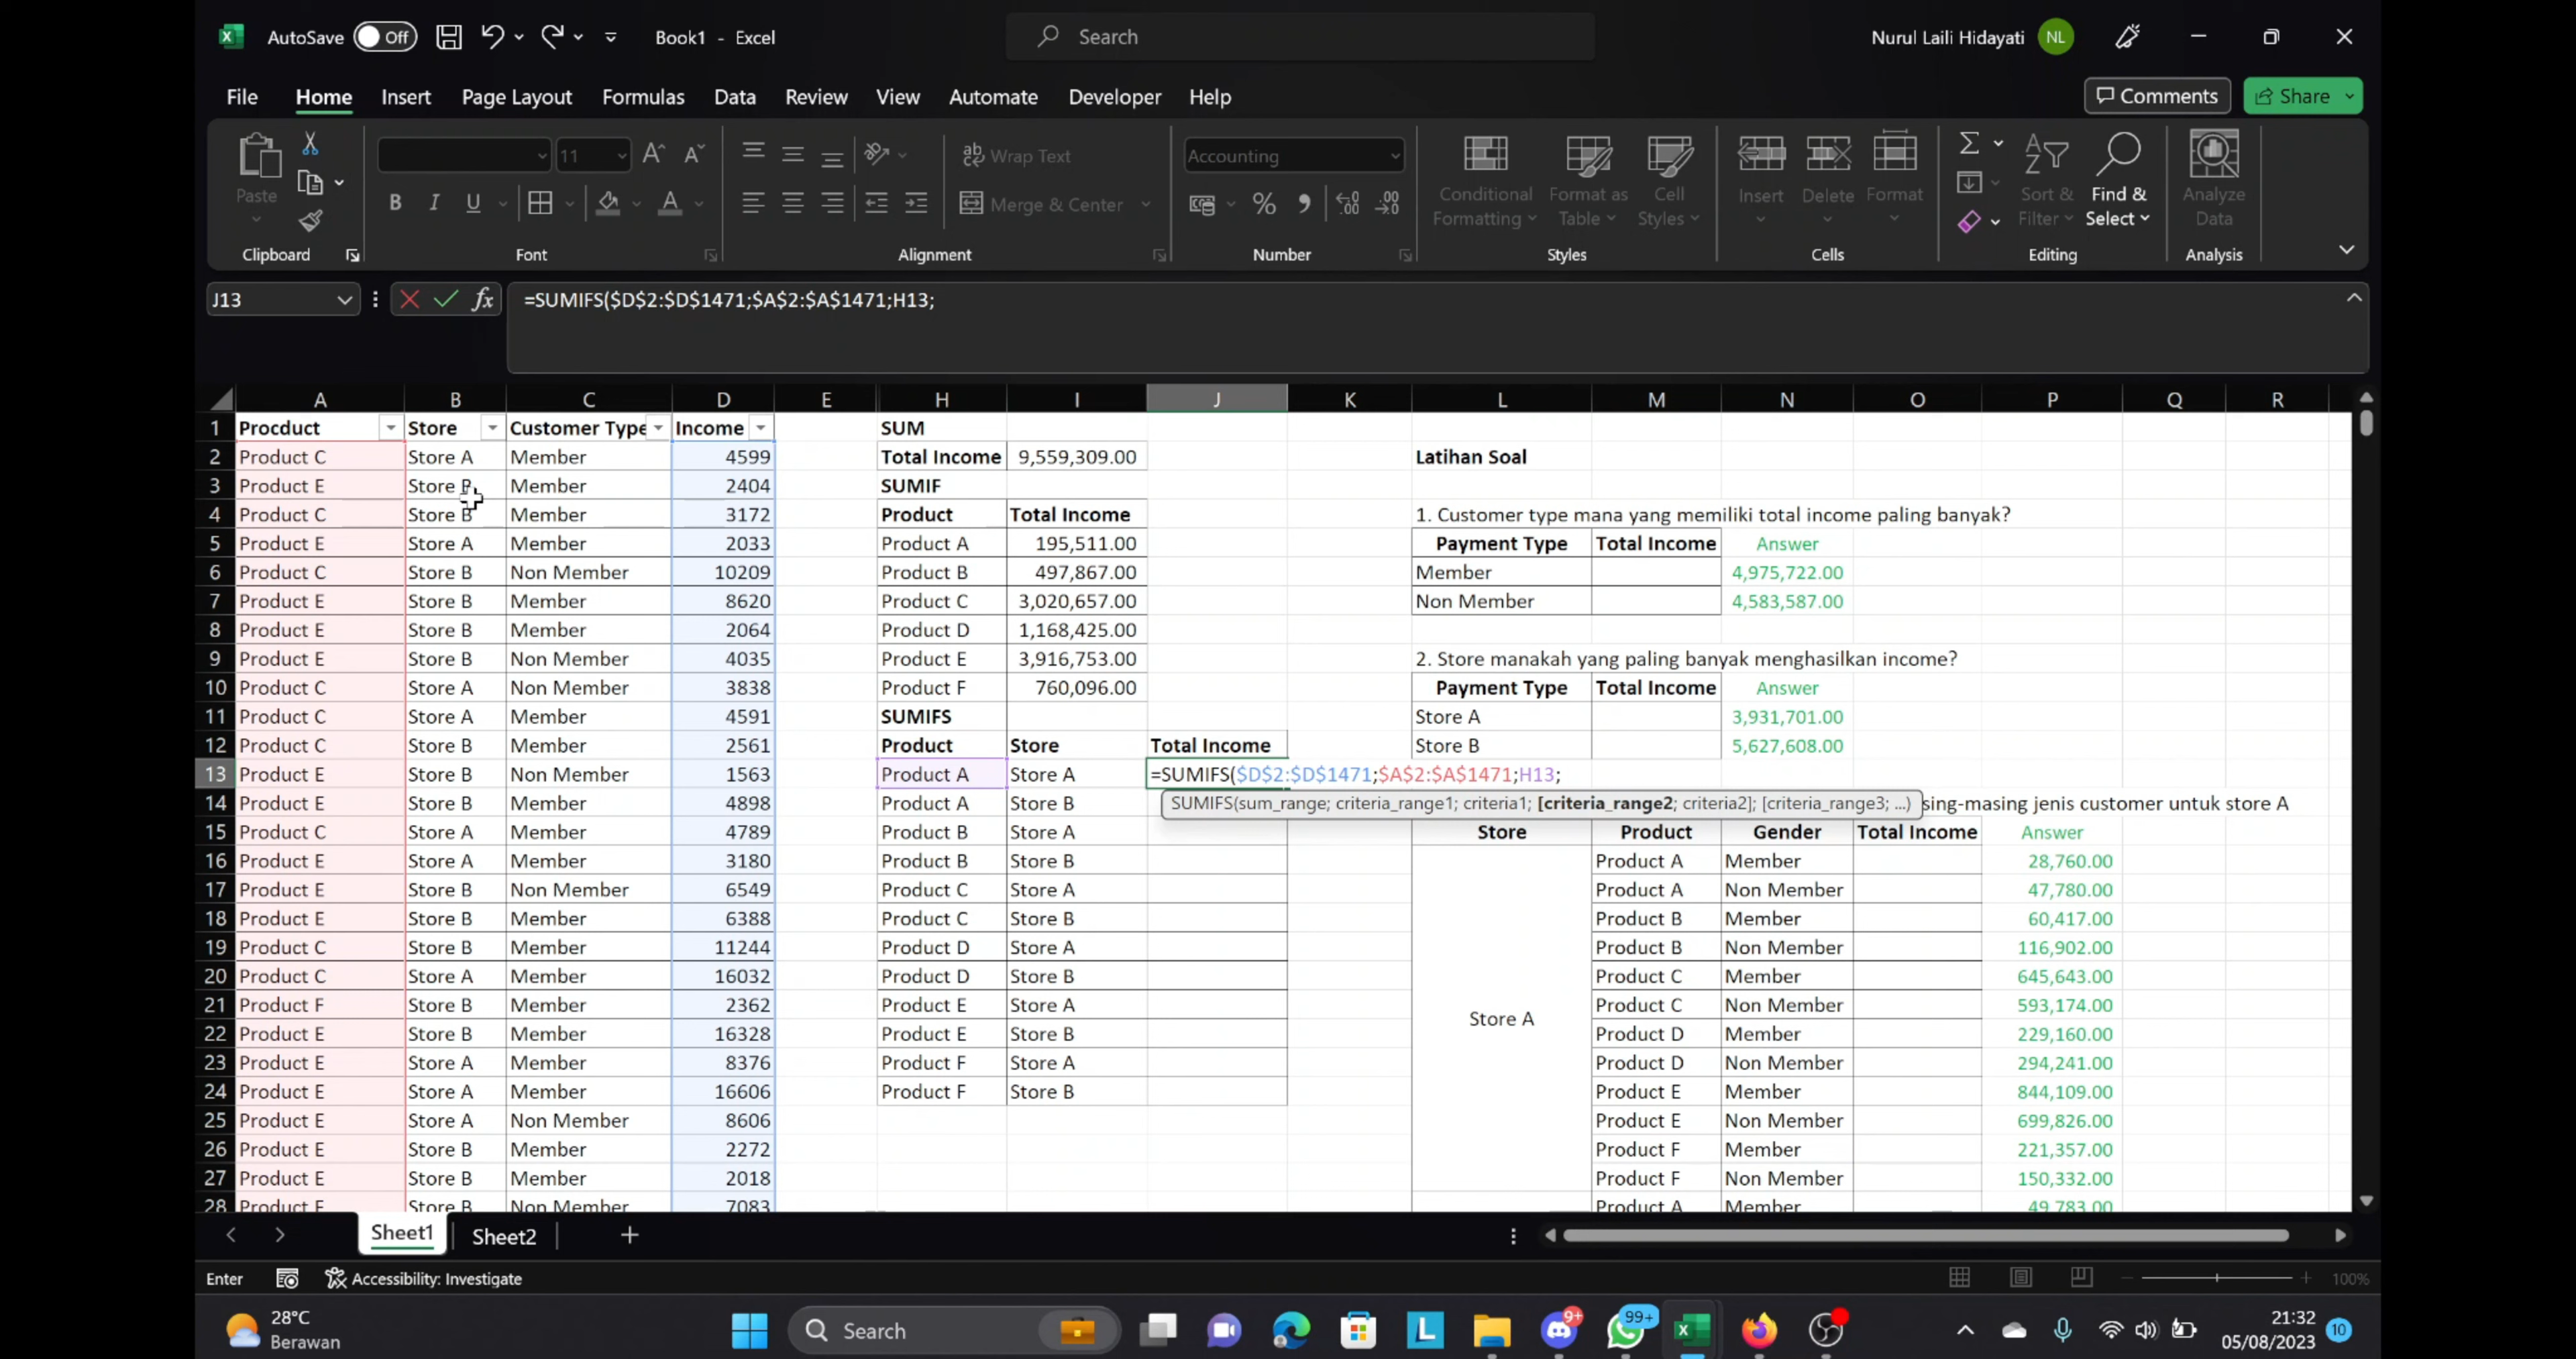 AutoSave Off Book1 - Excel Search Nurul Laili Hidayati NL
File Home Insert Page Layout Formulas Data Review View Automate Developer Help Comments Share
Paste 11 Wrap Text Accounting Conditional Formatting Format as Table Cell Styles Insert Delete Format Sort & Filter Find & Select Analyze Data
B I U Merge & Center
Clipboard Font Alignment Number Styles Cells Editing Analysis
J13 fx =SUMIFS($D$2:$D$1471;$A$2:$A$1471;H13;
A B C D E H I J K L M N O P Q R
1 Procduct Store Customer Type Income SUM
2 Product C Store A Member 4599 Total Income 9,559,309.00 Latihan Soal
3 Product E Store B Member 2404 SUMIF
4 Product C Store B Member 3172 Product Total Income 1. Customer type mana yang memiliki total income paling banyak?
5 Product E Store A Member 2033 Product A 195,511.00 Payment Type Total Income Answer
6 Product C Store B Non Member 10209 Product B 497,867.00 Member 4,975,722.00
7 Product E Store B Member 8620 Product C 3,020,657.00 Non Member 4,583,587.00
8 Product E Store B Member 2064 Product D 1,168,425.00
9 Product E Store B Non Member 4035 Product E 3,916,753.00 2. Store manakah yang paling banyak menghasilkan income?
10 Product C Store A Non Member 3838 Product F 760,096.00 Payment Type Total Income Answer
11 Product C Store A Member 4591 SUMIFS Store A 3,931,701.00
12 Product C Store B Member 2561 Product Store Total Income Store B 5,627,608.00
13 Product E Store B Non Member 1563 Product A Store A =SUMIFS($D$2:$D$1471;$A$2:$A$1471;H13;
14 Product E Store B Member 4898 Product A Store B SUMIFS(sum_range; criteria_range1; criteria1; [criteria_range2; criteria2]; [criteria_range3; ...) sing-masing jenis customer untuk store A
15 Product C Store B Member 4789 Product B Store A Store Product Gender Total Income Answer
16 Product E Store A Member 3180 Product B Store B Product A Member 28,760.00
17 Product E Store B Non Member 6549 Product C Store A Product A Non Member 47,780.00
18 Product E Store B Member 6388 Product C Store B Product B Member 60,417.00
19 Product C Store B Member 11244 Product D Store A Product B Non Member 116,902.00
20 Product C Store A Member 16032 Product D Store B Product C Member 645,643.00
21 Product F Store B Member 2362 Product E Store A Product C Non Member 593,174.00
22 Product E Store B Member 16328 Product E Store B Store A Product D Member 229,160.00
23 Product E Store A Member 8376 Product F Store A Product D Non Member 294,241.00
24 Product E Store A Member 16606 Product F Store B Product E Member 844,109.00
25 Product E Store A Non Member 8606 Product E Non Member 699,826.00
26 Product E Store B Member 2272 Product F Member 221,357.00
27 Product E Store B Member 2018 Product F Non Member 150,332.00
28 Product E Store B Non Member 7083 Product A Member 49,783.00
Sheet1 Sheet2
Enter Accessibility: Investigate 100%
28°C Berawan Search L 9+ 99+ 21:32
05/08/2023 10